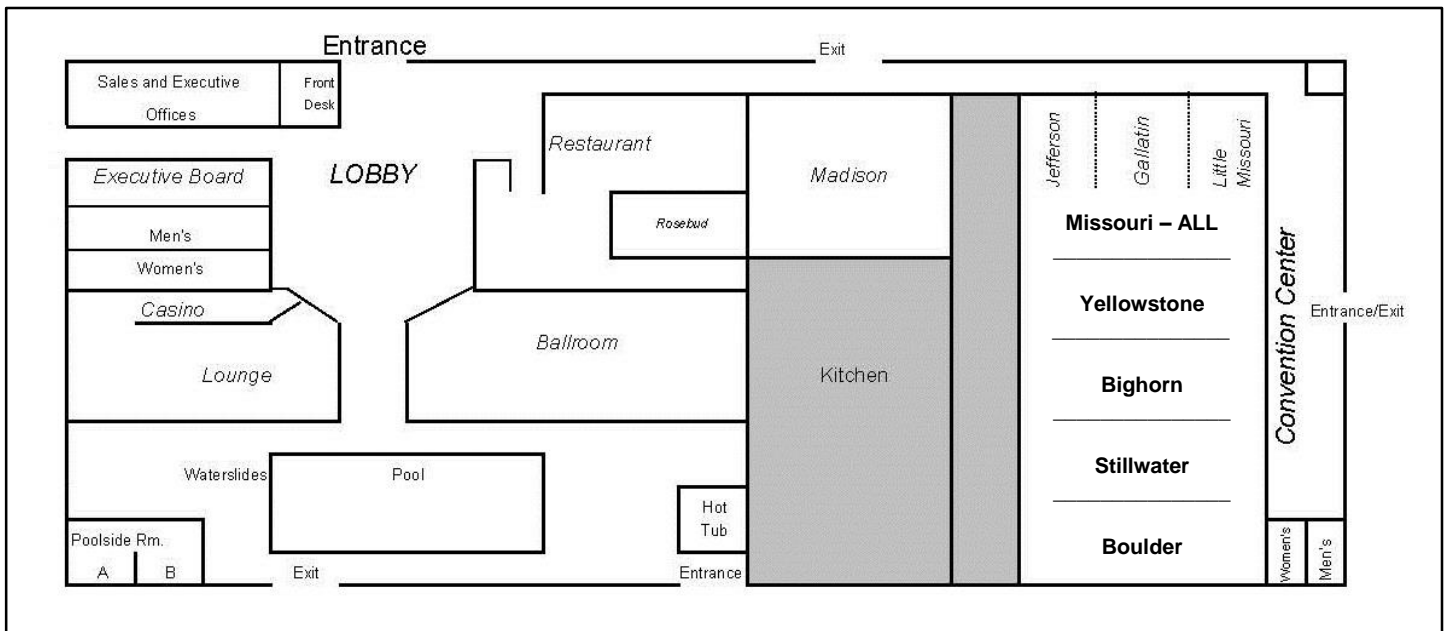 Entrance
Exit
Sales and Executive
Offices
Front
Desk
Executive Board
Men's
Women's
Casino
Lounge
LOBBY
Restaurant
Rosebud
Ballroom
Madison
Kitchen
Jefferson
Gallatin
Little
Missouri
Missouri – ALL
Yellowstone
Bighorn
Stillwater
Boulder
Convention Center
Entrance/Exit
Women's
Men's
Waterslides
Pool
Hot
Tub
Poolside Rm.
A
B
Exit
Entrance